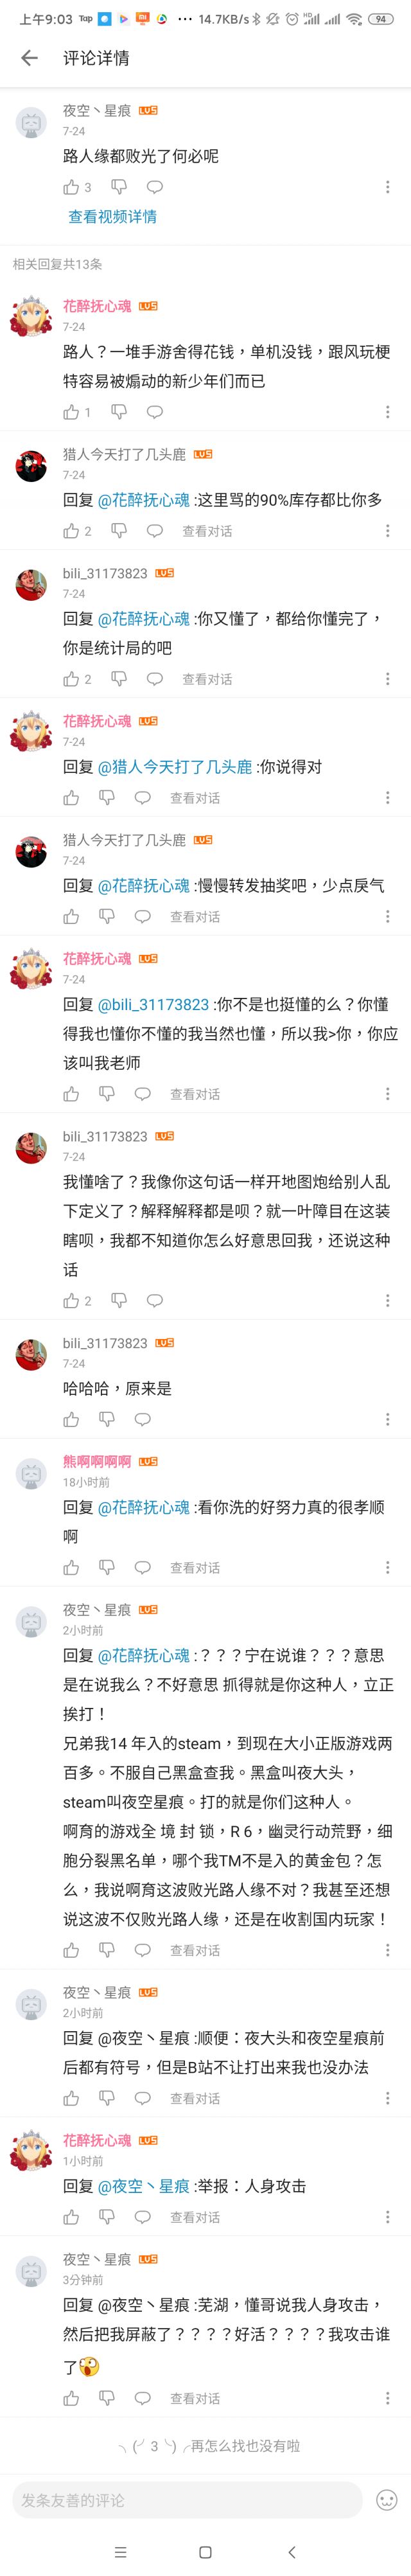 上午9:03 Tap ··· 14.7KB/s HD 94
评论详情
夜空丶星痕 LV5
7-24
路人缘都败光了何必呢
3
查看视频详情
相关回复共13条
花醉抚心魂 LV5
7-24
路人？一堆手游舍得花钱，单机没钱，跟风玩梗
特容易被煽动的新少年们而已
1
猎人今天打了几头鹿 LV5
7-24
回复 @花醉抚心魂 :这里骂的90%库存都比你多
2 查看对话
bili_31173823 LV5
7-24
回复 @花醉抚心魂 :你又懂了，都给你懂完了，
你是统计局的吧
2 查看对话
花醉抚心魂 LV5
7-24
回复 @猎人今天打了几头鹿 :你说得对
查看对话
猎人今天打了几头鹿 LV5
7-24
回复 @花醉抚心魂 :慢慢转发抽奖吧，少点戾气
查看对话
花醉抚心魂 LV5
7-24
回复 @bili_31173823 :你不是也挺懂的么？你懂
得我也懂你不懂的我当然也懂，所以我>你，你应
该叫我老师
查看对话
bili_31173823 LV5
7-24
我懂啥了？我像你这句话一样开地图炮给别人乱
下定义了？解释解释都是呗？就一叶障目在这装
瞎呗，我都不知道你怎么好意思回我，还说这种
话
2
bili_31173823 LV5
7-24
哈哈哈，原来是
熊啊啊啊啊 LV5
18小时前
回复 @花醉抚心魂 :看你洗的好努力真的很孝顺
啊
查看对话
夜空丶星痕 LV5
2小时前
回复 @花醉抚心魂 :？？？宁在说谁？？？意思
是在说我么？不好意思 抓得就是你这种人，立正
挨打！
兄弟我14 年入的steam，到现在大小正版游戏两
百多。不服自己黑盒查我。黑盒叫夜大头，
steam叫夜空星痕。打的就是你们这种人。
啊育的游戏全 境 封 锁，R 6，幽灵行动荒野，细
胞分裂黑名单，哪个我TM不是入的黄金包？怎
么，我说啊育这波败光路人缘不对？我甚至还想
说这波不仅败光路人缘，还是在收割国内玩家！
查看对话
夜空丶星痕 LV5
2小时前
回复 @夜空丶星痕 :顺便：夜大头和夜空星痕前
后都有符号，但是B站不让打出来我也没办法
查看对话
花醉抚心魂 LV5
1小时前
回复 @夜空丶星痕 :举报：人身攻击
查看对话
夜空丶星痕 LV5
3分钟前
回复 @夜空丶星痕 :芜湖，懂哥说我人身攻击，
然后把我屏蔽了？？？？好活？？？？我攻击谁
了
查看对话
╮(╯3╰)╭再怎么找也没有啦
发条友善的评论